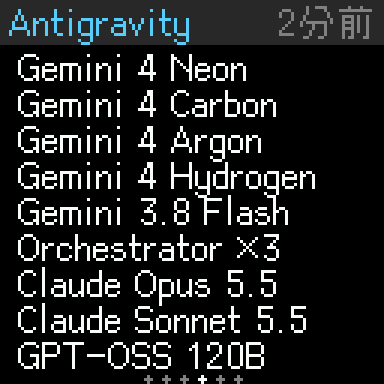 Antigravity 2分前
Gemini 4 Neon
Gemini 4 Carbon
Gemini 4 Argon
Gemini 4 Hydrogen
Gemini 3.8 Flash
Orchestrator ×3
Claude Opus 5.5
Claude Sonnet 5.5
GPT-OSS 120B